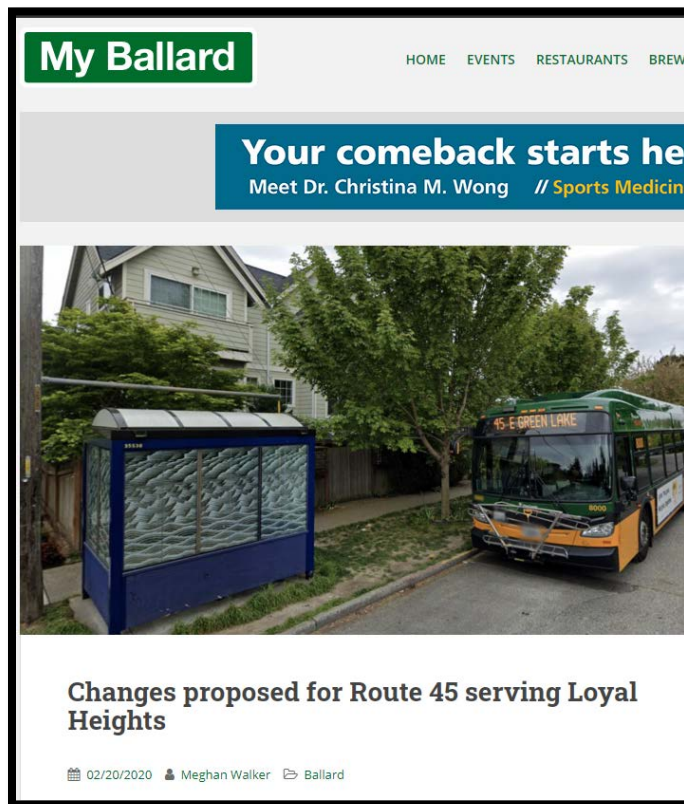 My Ballard
HOME EVENTS RESTAURANTS BREW
Your comeback starts he
Meet Dr. Christina M. Wong // Sports Medicin
45 E GREEN LAKE
8000
Changes proposed for Route 45 serving Loyal
Heights
02/20/2020 Meghan Walker Ballard